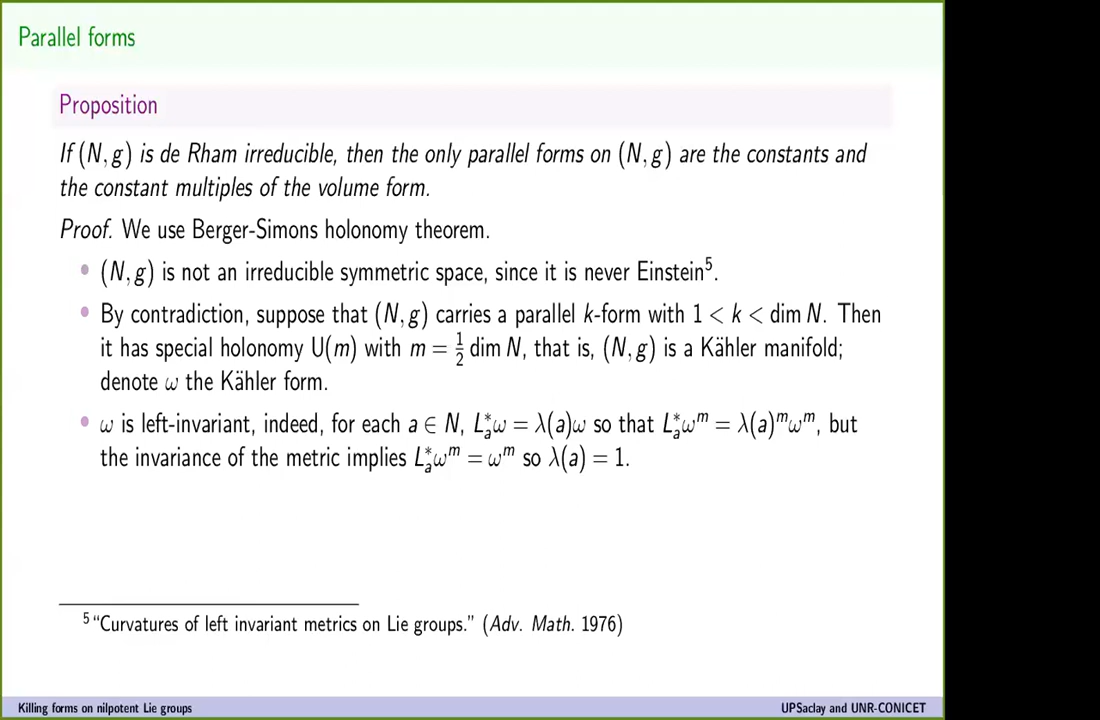 Parallel forms
Proposition
If (N, g) is de Rham irreducible, then the only parallel forms on (N, g) are the constants and
the constant multiples of the volume form.
Proof. We use Berger-Simons holonomy theorem.
• (N, g) is not an irreducible symmetric space, since it is never Einstein⁵.
• By contradiction, suppose that (N, g) carries a parallel k-form with 1 < k < dim N. Then
it has special holonomy U(m) with m = ½ dim N, that is, (N, g) is a Kähler manifold;
denote ω the Kähler form.
• ω is left-invariant, indeed, for each a ∈ N, L*ₐω = λ(a)ω so that L*ₐωᵐ = λ(a)ᵐωᵐ, but
the invariance of the metric implies L*ₐωᵐ = ωᵐ so λ(a) = 1.
⁵"Curvatures of left invariant metrics on Lie groups." (Adv. Math. 1976)
Killing forms on nilpotent Lie groups
UPSaclay and UNR-CONICET